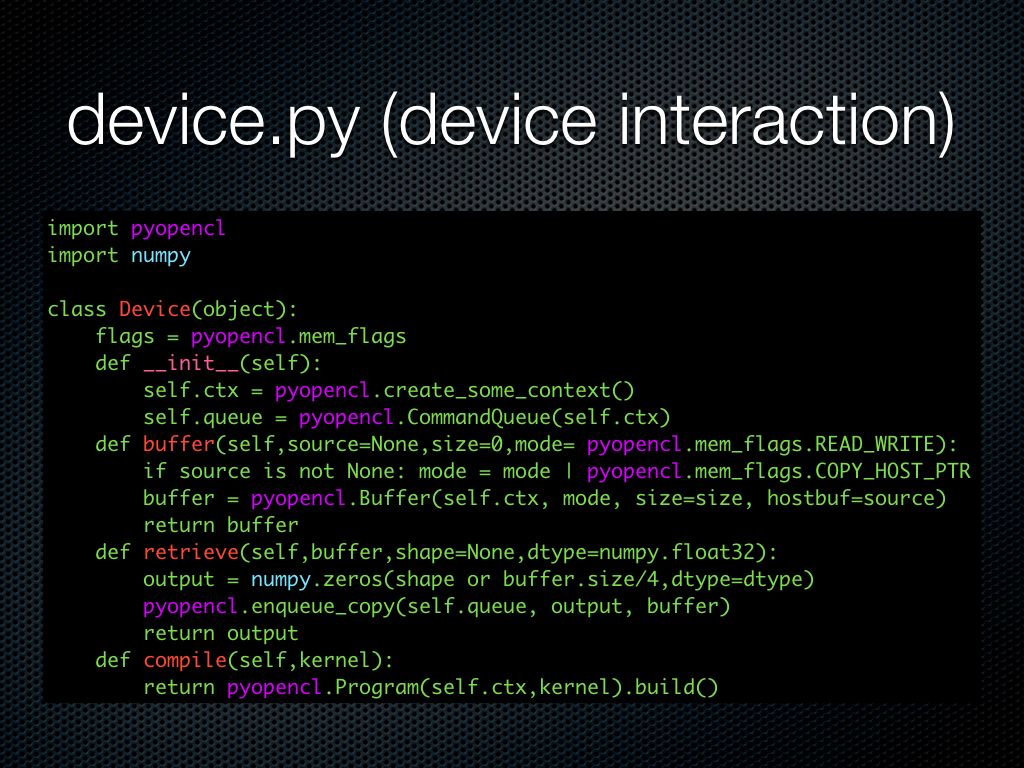 device.py (device interaction)
import pyopencl
import numpy

class Device(object):
    flags = pyopencl.mem_flags
    def __init__(self):
        self.ctx = pyopencl.create_some_context()
        self.queue = pyopencl.CommandQueue(self.ctx)
    def buffer(self,source=None,size=0,mode= pyopencl.mem_flags.READ_WRITE):
        if source is not None: mode = mode | pyopencl.mem_flags.COPY_HOST_PTR
        buffer = pyopencl.Buffer(self.ctx, mode, size=size, hostbuf=source)
        return buffer
    def retrieve(self,buffer,shape=None,dtype=numpy.float32):
        output = numpy.zeros(shape or buffer.size/4,dtype=dtype)
        pyopencl.enqueue_copy(self.queue, output, buffer)
        return output
    def compile(self,kernel):
        return pyopencl.Program(self.ctx,kernel).build()